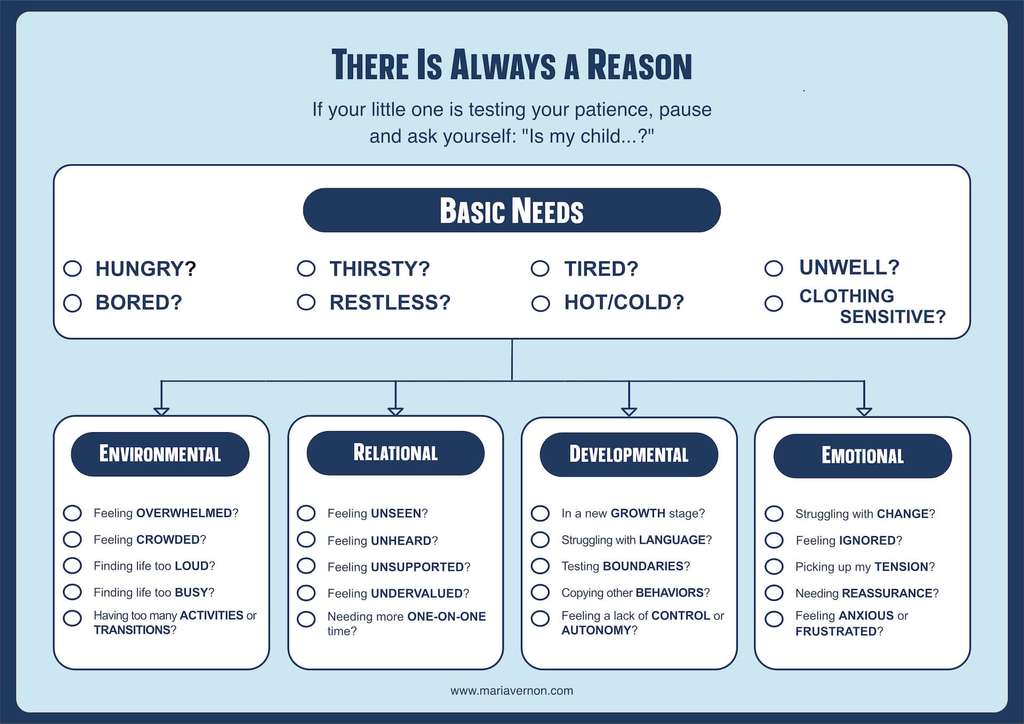 THERE IS ALWAYS A REASON
If your little one is testing your patience, pause
and ask yourself: "Is my child...?"
BASIC NEEDS
HUNGRY?
THIRSTY?
TIRED?
UNWELL?
BORED?
RESTLESS?
HOT/COLD?
CLOTHING
SENSITIVE?
ENVIRONMENTAL
Feeling OVERWHELMED?
Feeling CROWDED?
Finding life too LOUD?
Finding life too BUSY?
Having too many ACTIVITIES or
TRANSITIONS?
RELATIONAL
Feeling UNSEEN?
Feeling UNHEARD?
Feeling UNSUPPORTED?
Feeling UNDERVALUED?
Needing more ONE-ON-ONE
time?
DEVELOPMENTAL
In a new GROWTH stage?
Struggling with LANGUAGE?
Testing BOUNDARIES?
Copying other BEHAVIORS?
Feeling a lack of CONTROL or
AUTONOMY?
EMOTIONAL
Struggling with CHANGE?
Feeling IGNORED?
Picking up my TENSION?
Needing REASSURANCE?
Feeling ANXIOUS or
FRUSTRATED?
www.mariavernon.com